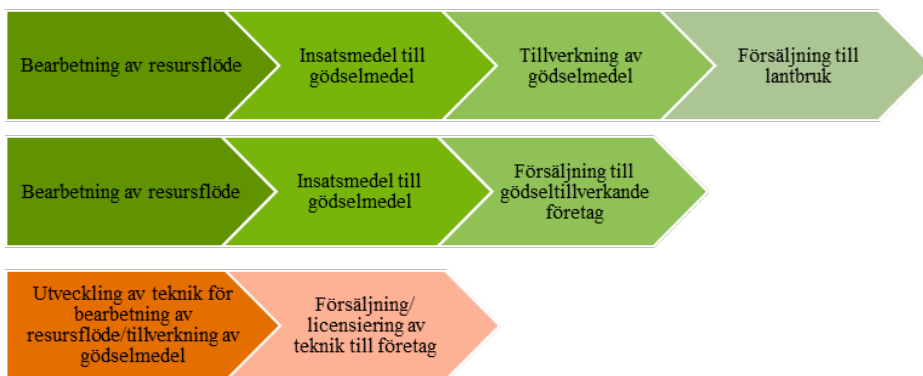 Bearbetning av resursflöde
Insatsmedel till
gödselmedel
Tillverkning av
gödselmedel
Försäljning till
lantbruk
Bearbetning av resursflöde
Insatsmedel till
gödselmedel
Försäljning till
gödseltillverkande
företag
Utveckling av teknik för
bearbetning av
resursflöde/tillverkning av
gödselmedel
Försäljning/
licensiering av
teknik till företag